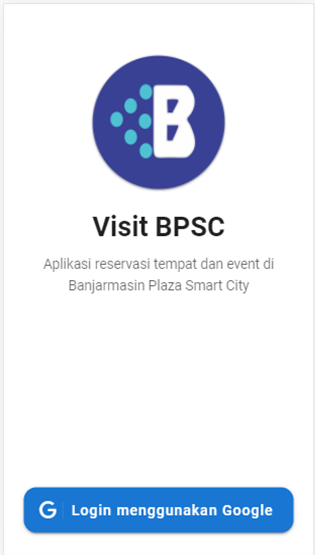 B
Visit BPSC
Aplikasi reservasi tempat dan event di
Banjarmasin Plaza Smart City
G Login menggunakan Google